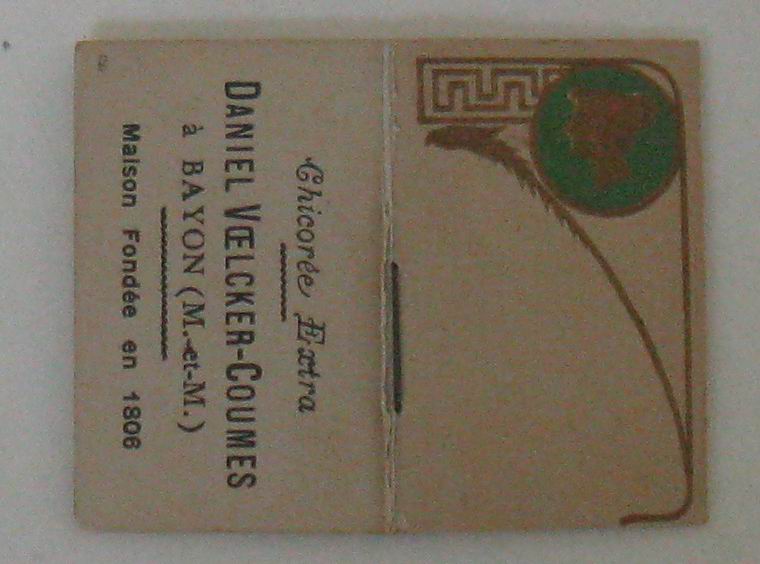 Chicorée Extra
DANIEL VŒLCKER-COUMES
à BAYON (M.-et-M.)
Maison Fondée en 1806